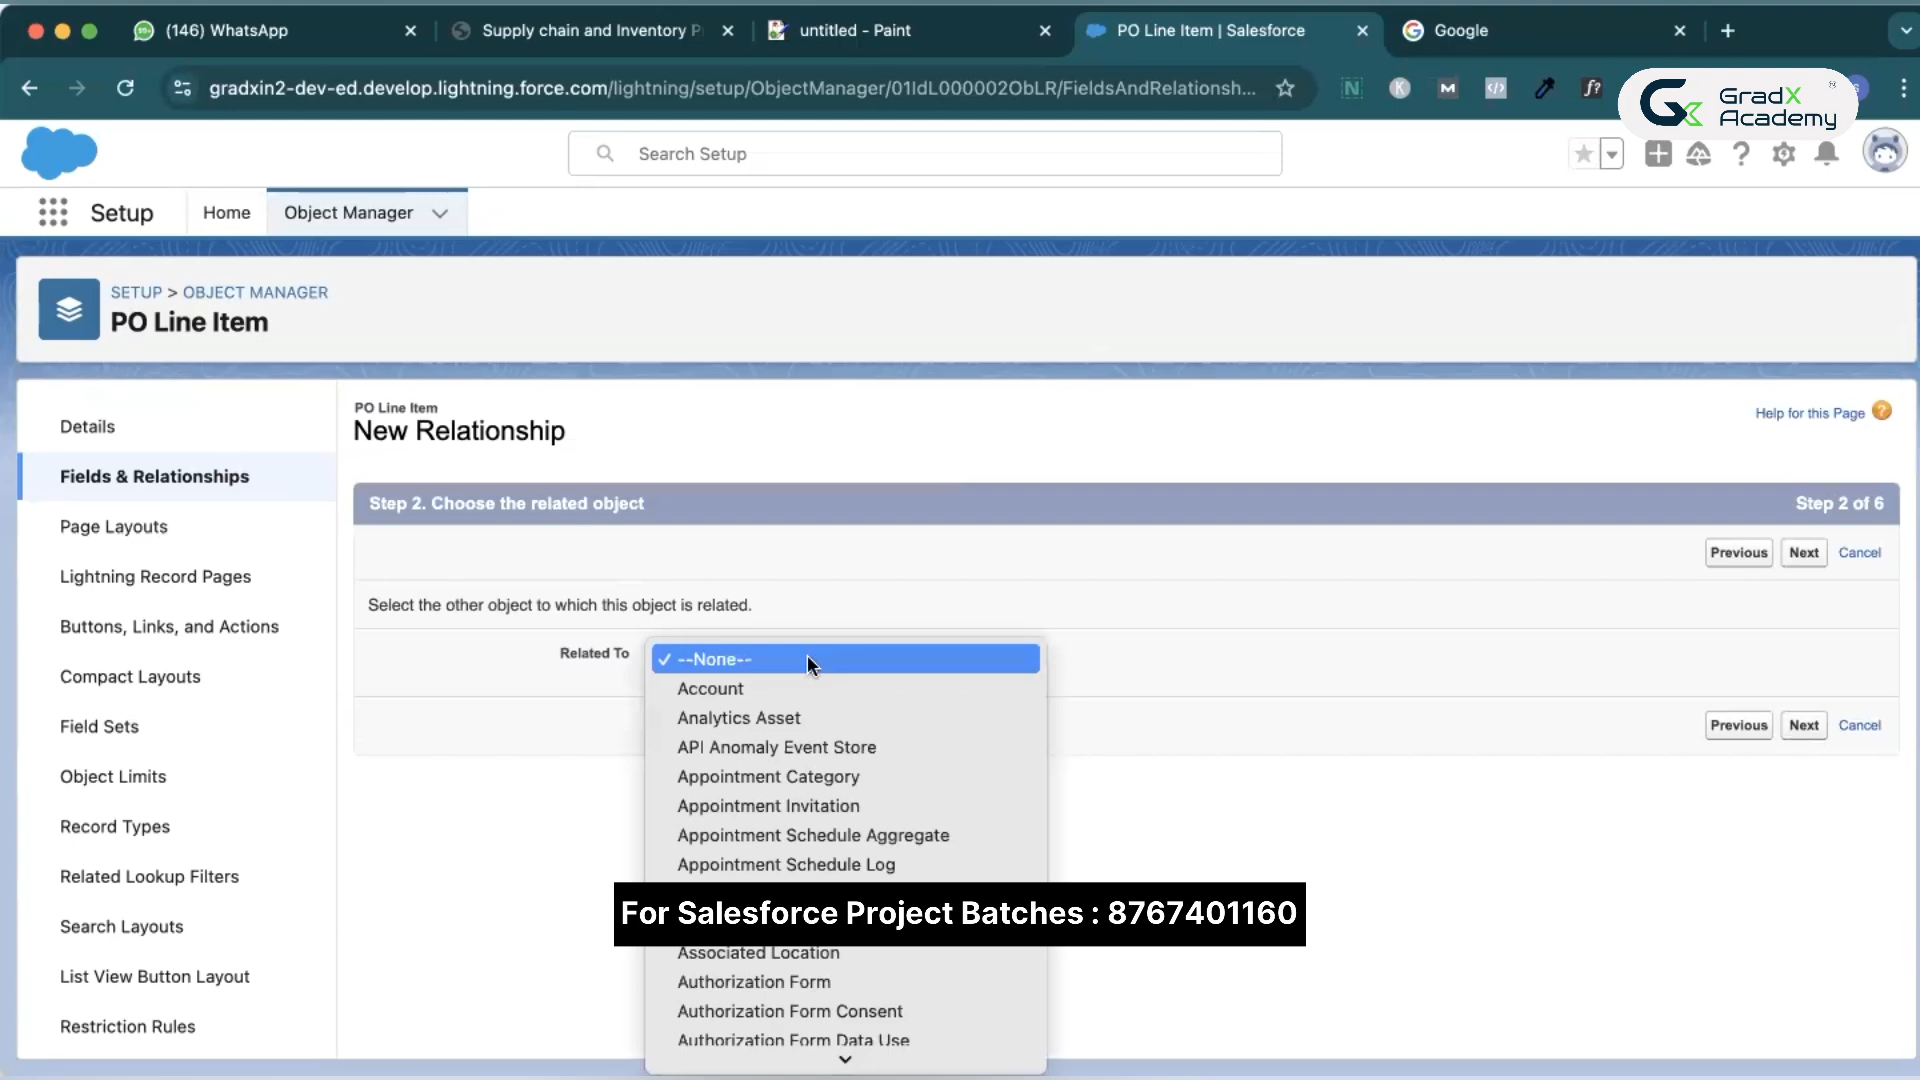 (146) WhatsApp
Supply chain and Inventory P
untitled - Paint
PO Line Item | Salesforce
Google
gradxin2-dev-ed.develop.lightning.force.com/lightning/setup/ObjectManager/01IdL000002ObLR/FieldsAndRelationsh...
GradX Academy
Search Setup
Setup
Home
Object Manager
SETUP > OBJECT MANAGER
PO Line Item
Details
Fields & Relationships
Page Layouts
Lightning Record Pages
Buttons, Links, and Actions
Compact Layouts
Field Sets
Object Limits
Record Types
Related Lookup Filters
Search Layouts
List View Button Layout
Restriction Rules
PO Line Item
New Relationship
Help for this Page
Step 2. Choose the related object
Step 2 of 6
Previous Next Cancel
Select the other object to which this object is related.
Related To
--None--
Account
Analytics Asset
API Anomaly Event Store
Appointment Category
Appointment Invitation
Appointment Schedule Aggregate
Appointment Schedule Log
For Salesforce Project Batches : 8767401160
Associated Location
Authorization Form
Authorization Form Consent
Authorization Form Data Use
Previous Next Cancel